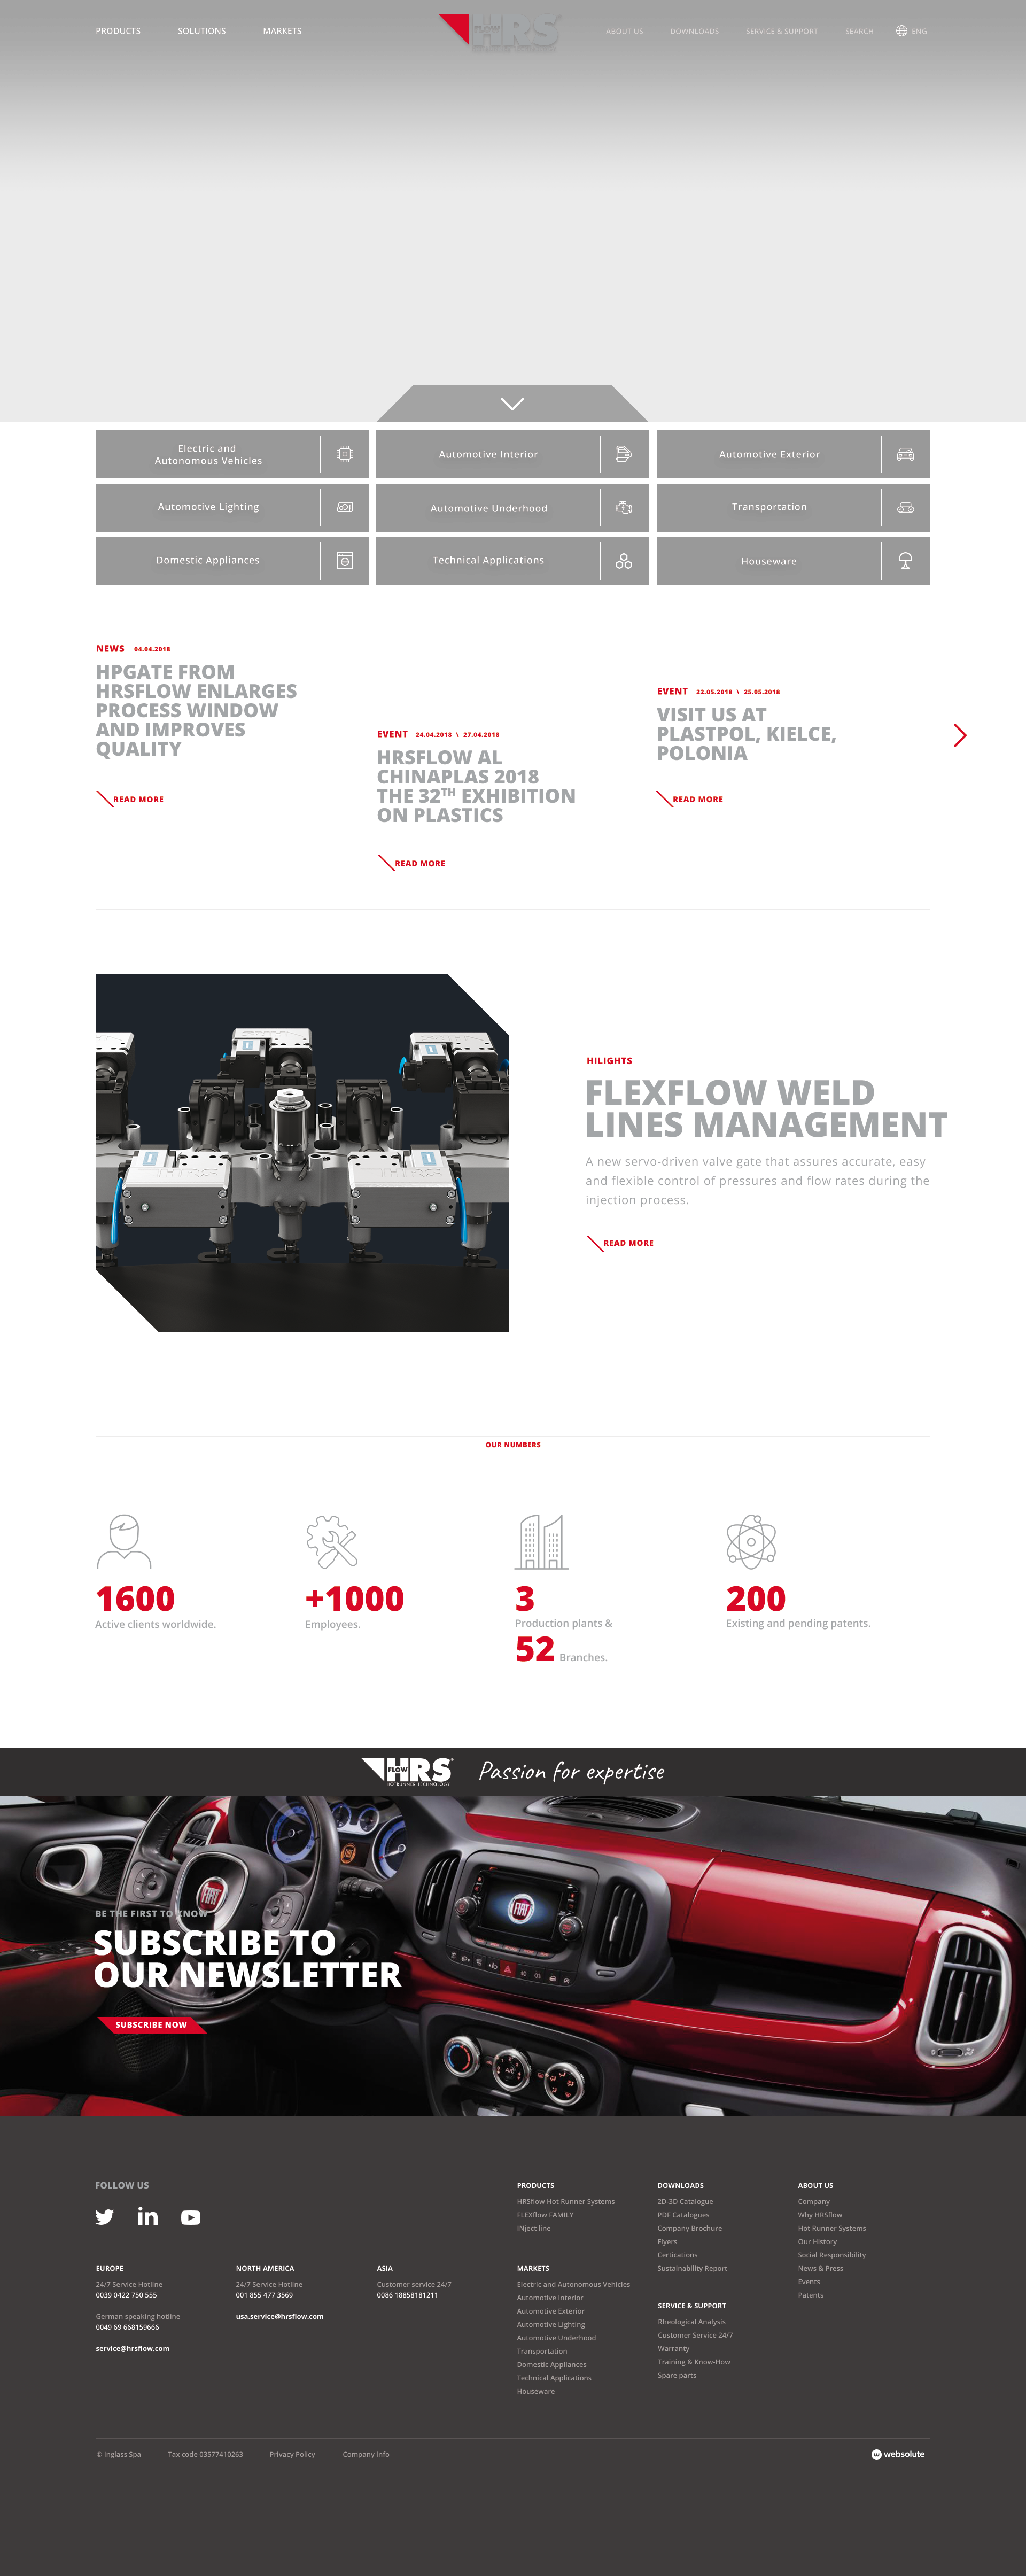 PRODUCTS
SOLUTIONS
MARKETS
FLOW
HRS
ABOUT US
DOWNLOADS
SERVICE & SUPPORT
SEARCH
ENG
Electric and
Autonomous Vehicles
Automotive Interior
Automotive Exterior
Automotive Lighting
Automotive Underhood
Transportation
Domestic Appliances
Technical Applications
Houseware
NEWS 04.04.2018
HPGATE FROM
HRSFLOW ENLARGES
PROCESS WINDOW
AND IMPROVES
QUALITY
READ MORE
EVENT 24.04.2018 \ 27.04.2018
HRSFLOW AL
CHINAPLAS 2018
THE 32TH EXHIBITION
ON PLASTICS
READ MORE
EVENT 22.05.2018 \ 25.05.2018
VISIT US AT
PLASTPOL, KIELCE,
POLONIA
READ MORE
HRS
HRS
HILIGHTS
FLEXFLOW WELD
LINES MANAGEMENT
A new servo-driven valve gate that assures accurate, easy
and flexible control of pressures and flow rates during the
injection process.
READ MORE
OUR NUMBERS
1600
Active clients worldwide.
+1000
Employees.
3
Production plants &
52 Branches.
200
Existing and pending patents.
FLOW
HRS®
HOTRUNNER TECHNOLOGY
Passion for expertise
FIAT
FIAT
A/C
BE THE FIRST TO KNOW
SUBSCRIBE TO
OUR NEWSLETTER
SUBSCRIBE NOW
FOLLOW US
EUROPE
24/7 Service Hotline
0039 0422 750 555
German speaking hotline
0049 69 668159666
service@hrsflow.com
NORTH AMERICA
24/7 Service Hotline
001 855 477 3569
usa.service@hrsflow.com
ASIA
Customer service 24/7
0086 18858181211
PRODUCTS
HRSflow Hot Runner Systems
FLEXflow FAMILY
INject line
MARKETS
Electric and Autonomous Vehicles
Automotive Interior
Automotive Exterior
Automotive Lighting
Automotive Underhood
Transportation
Domestic Appliances
Technical Applications
Houseware
DOWNLOADS
2D-3D Catalogue
PDF Catalogues
Company Brochure
Flyers
Certications
Sustainability Report
SERVICE & SUPPORT
Rheological Analysis
Customer Service 24/7
Warranty
Training & Know-How
Spare parts
ABOUT US
Company
Why HRSflow
Hot Runner Systems
Our History
Social Responsibility
News & Press
Events
Patents
© Inglass Spa
Tax code 03577410263
Privacy Policy
Company info
websolute